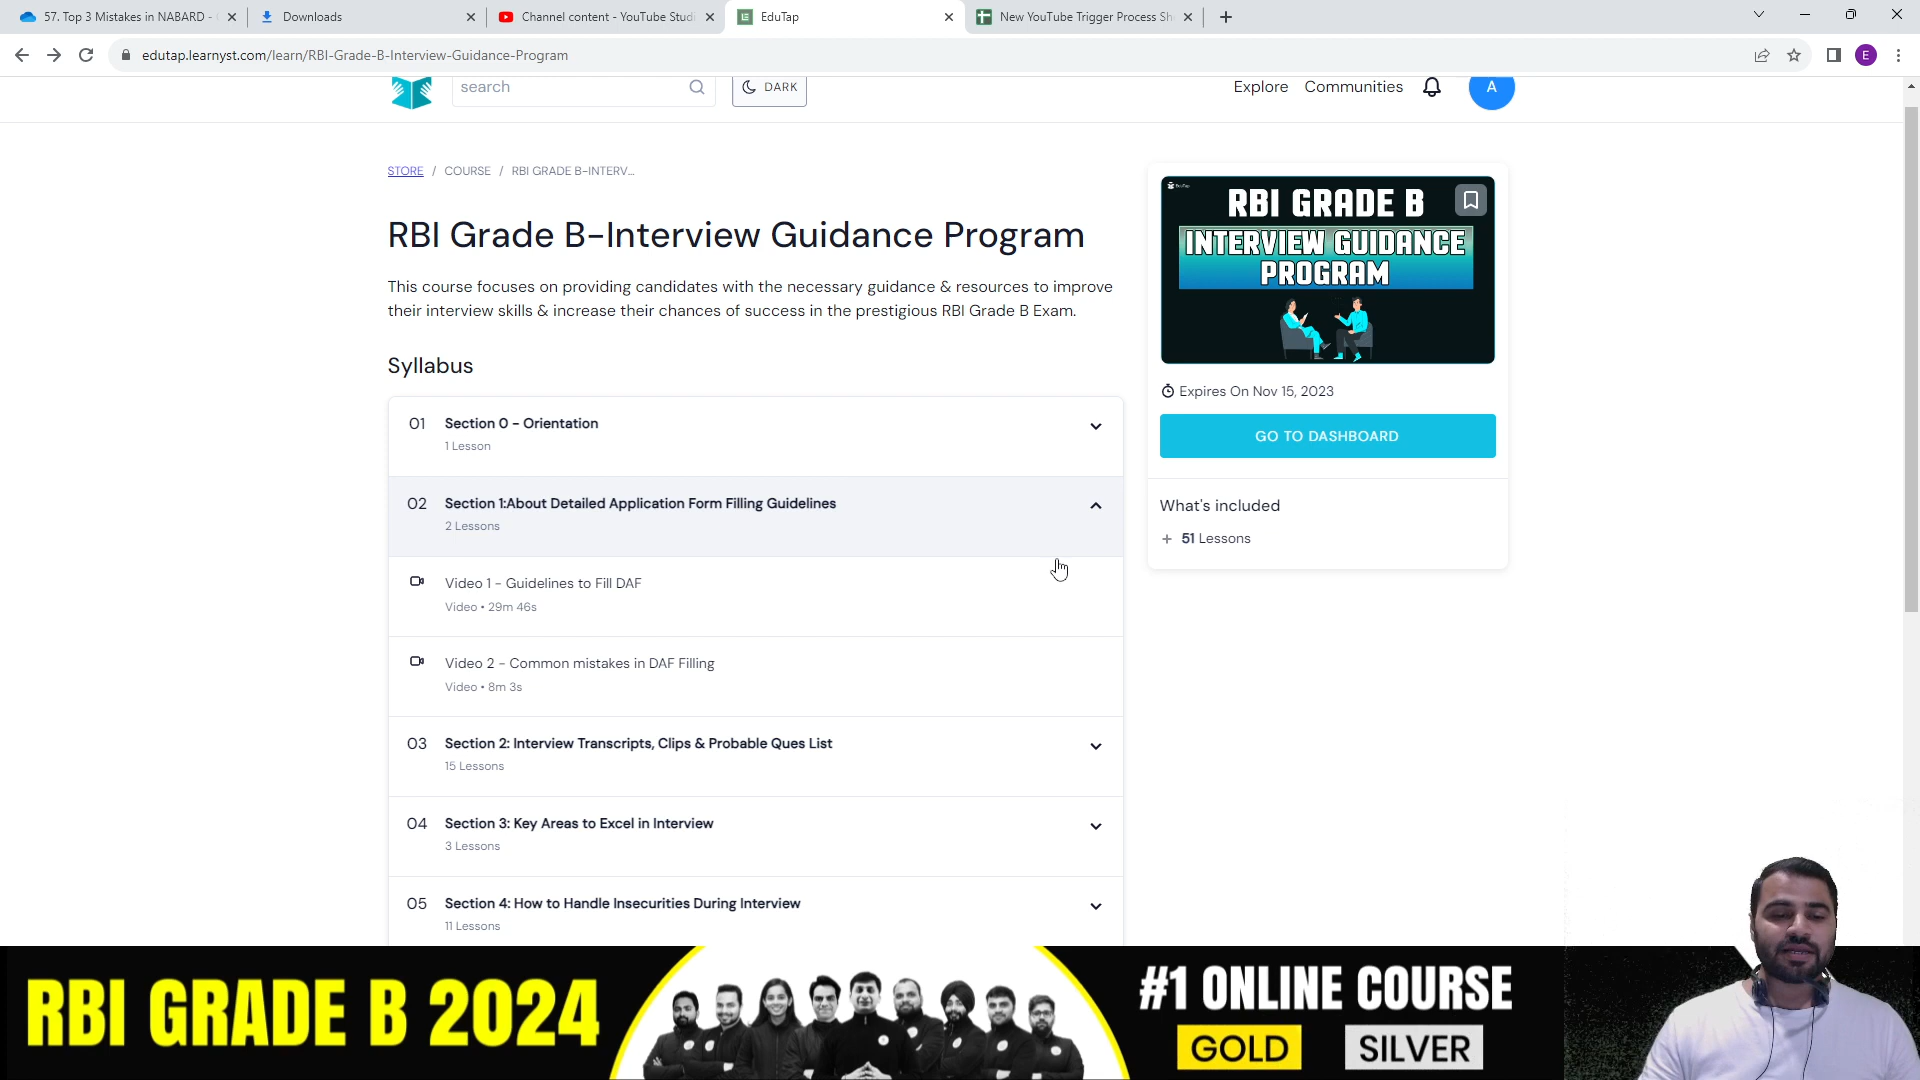 57. Top 3 Mistakes in NABARD -
Downloads
Channel content - YouTube Studi
EduTap
New YouTube Trigger Process Sh
edutap.learnyst.com/learn/RBI-Grade-B-Interview-Guidance-Program
E
search
DARK
Explore
Communities
A
STORE / COURSE / RBI GRADE B-INTERV...
RBI Grade B-Interview Guidance Program
This course focuses on providing candidates with the necessary guidance & resources to improve
their interview skills & increase their chances of success in the prestigious RBI Grade B Exam.
Syllabus
01 Section 0 - Orientation
1 Lesson
02 Section 1:About Detailed Application Form Filling Guidelines
2 Lessons
Video 1 - Guidelines to Fill DAF
Video • 29m 46s
Video 2 - Common mistakes in DAF Filling
Video • 8m 3s
03 Section 2: Interview Transcripts, Clips & Probable Ques List
15 Lessons
04 Section 3: Key Areas to Excel in Interview
3 Lessons
05 Section 4: How to Handle Insecurities During Interview
11 Lessons
EduTap
RBI GRADE B
INTERVIEW GUIDANCE
PROGRAM
Expires On Nov 15, 2023
GO TO DASHBOARD
What's included
+ 51 Lessons
RBI GRADE B 2024
#1 ONLINE COURSE
GOLD
SILVER